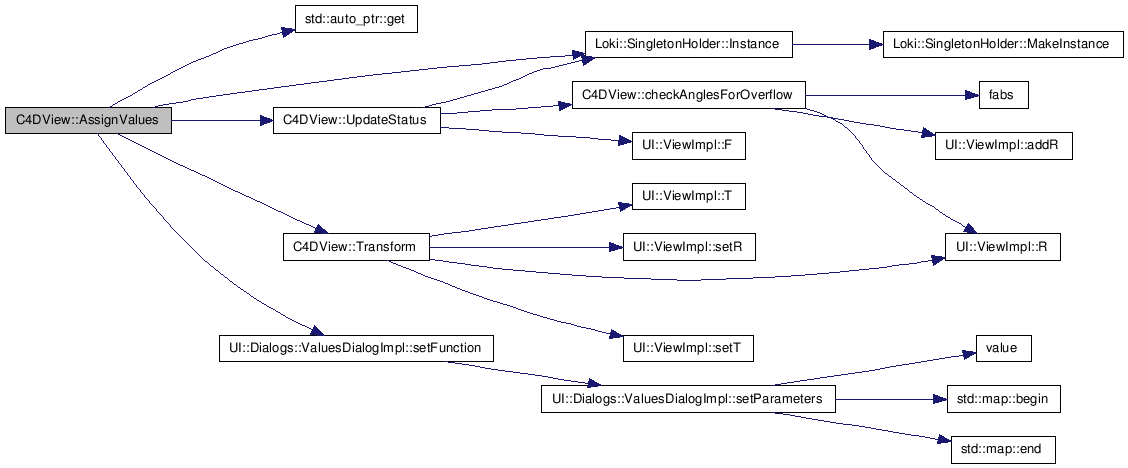 std::auto_ptr::get
Loki::SingletonHolder::Instance
Loki::SingletonHolder::MakeInstance
C4DView::checkAnglesForOverflow
fabs
C4DView::AssignValues
C4DView::UpdateStatus
UI::ViewImpl::F
UI::ViewImpl::addR
UI::ViewImpl::T
C4DView::Transform
UI::ViewImpl::setR
UI::ViewImpl::R
UI::Dialogs::ValuesDialogImpl::setFunction
UI::ViewImpl::setT
value
UI::Dialogs::ValuesDialogImpl::setParameters
std::map::begin
std::map::end